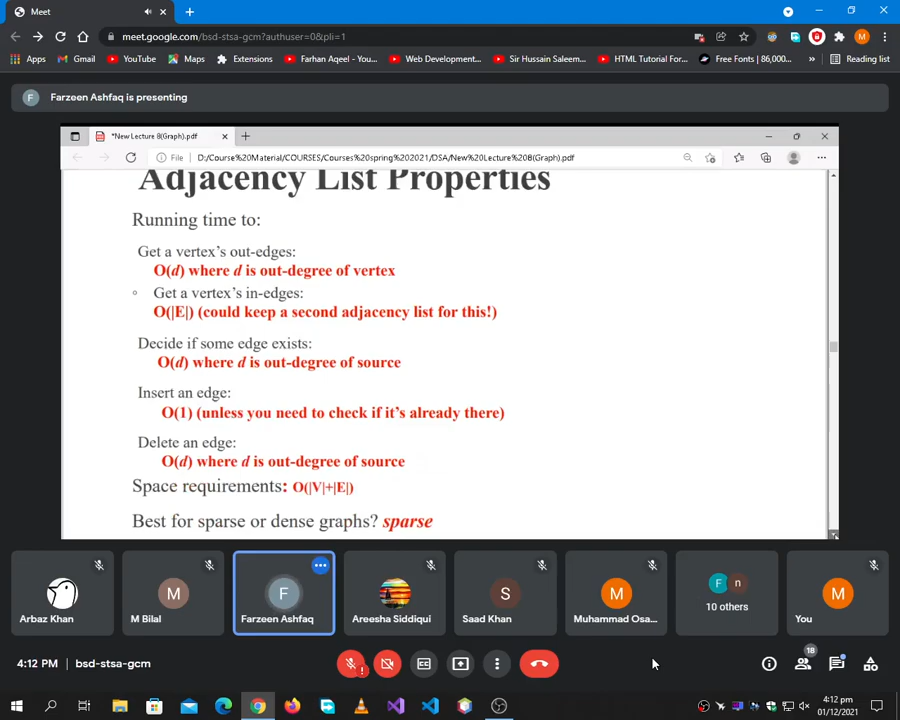 Meet
meet.google.com/bsd-stsa-gcm?authuser=0&pli=1
Apps Gmail YouTube Maps Extensions Farhan Aqeel - You... Web Development... Sir Hussain Saleem... HTML Tutorial For... Free Fonts | 86,000... » Reading list
F Farzeen Ashfaq is presenting
*New Lecture 8(Graph).pdf
File D:/Course%20Material/COURSES/Courses%20spring%202021/DSA/New%20Lecture%208(Graph).pdf
Adjacency List Properties
Running time to:
Get a vertex's out-edges:
O(d) where d is out-degree of vertex
◦ Get a vertex's in-edges:
O(|E|) (could keep a second adjacency list for this!)
Decide if some edge exists:
O(d) where d is out-degree of source
Insert an edge:
O(1) (unless you need to check if it's already there)
Delete an edge:
O(d) where d is out-degree of source
Space requirements: O(|V|+|E|)
Best for sparse or dense graphs? sparse
M F S M F n M
Arbaz Khan M Bilal Farzeen Ashfaq Areesha Siddiqui Saad Khan Muhammad Osa... 10 others You
4:12 PM | bsd-stsa-gcm 18
4:12 pm
01/12/2021